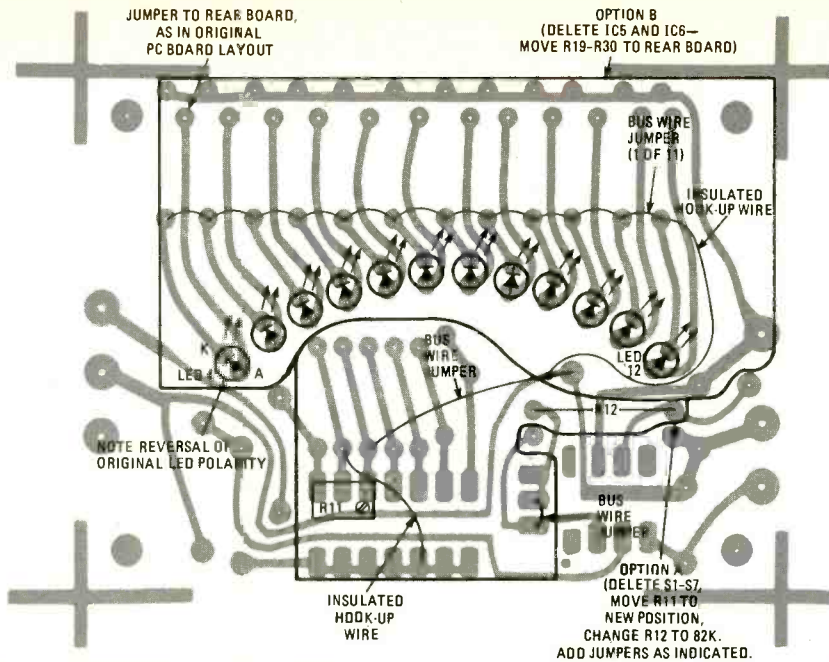 JUMPER TO REAR BOARD,
AS IN ORIGINAL
PC BOARD LAYOUT
OPTION B
(DELETE IC5 AND IC6—
MOVE R19-R30 TO REAR BOARD)
BUS WIRE
JUMPER
(1 OF 11)
INSULATED
HOOK-UP WIRE
K
LED 4
A
BUS
WIRE
JUMPER
LED
12
R12
NOTE REVERSAL OF
ORIGINAL LED POLARITY
R11
BUS
WIRE
JUMPER
INSULATED
HOOK-UP
WIRE
OPTION A
(DELETE S1-S7,
MOVE R11 TO
NEW POSITION,
CHANGE R12 TO 82K.
ADD JUMPERS AS INDICATED.